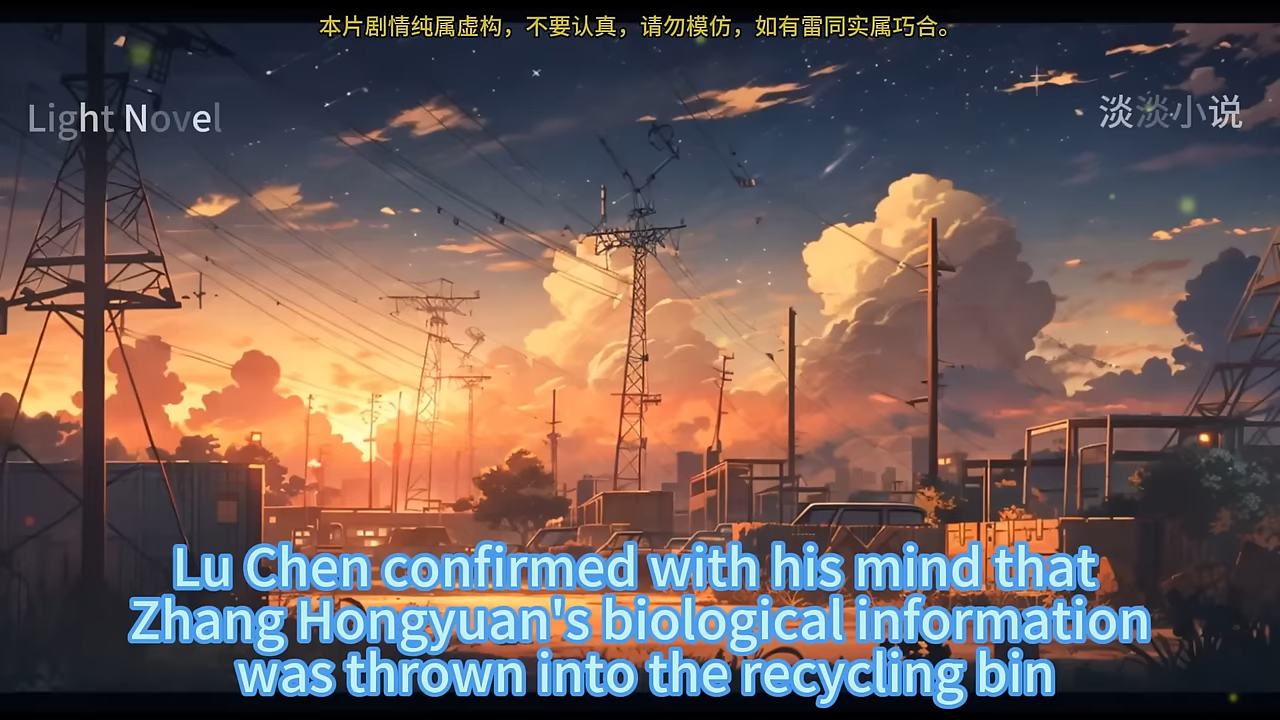 本片剧情纯属虚构，不要认真，请勿模仿，如有雷同实属巧合。
Light Novel
淡淡小说
Lu Chen confirmed with his mind that
Zhang Hongyuan's biological information
was thrown into the recycling bin